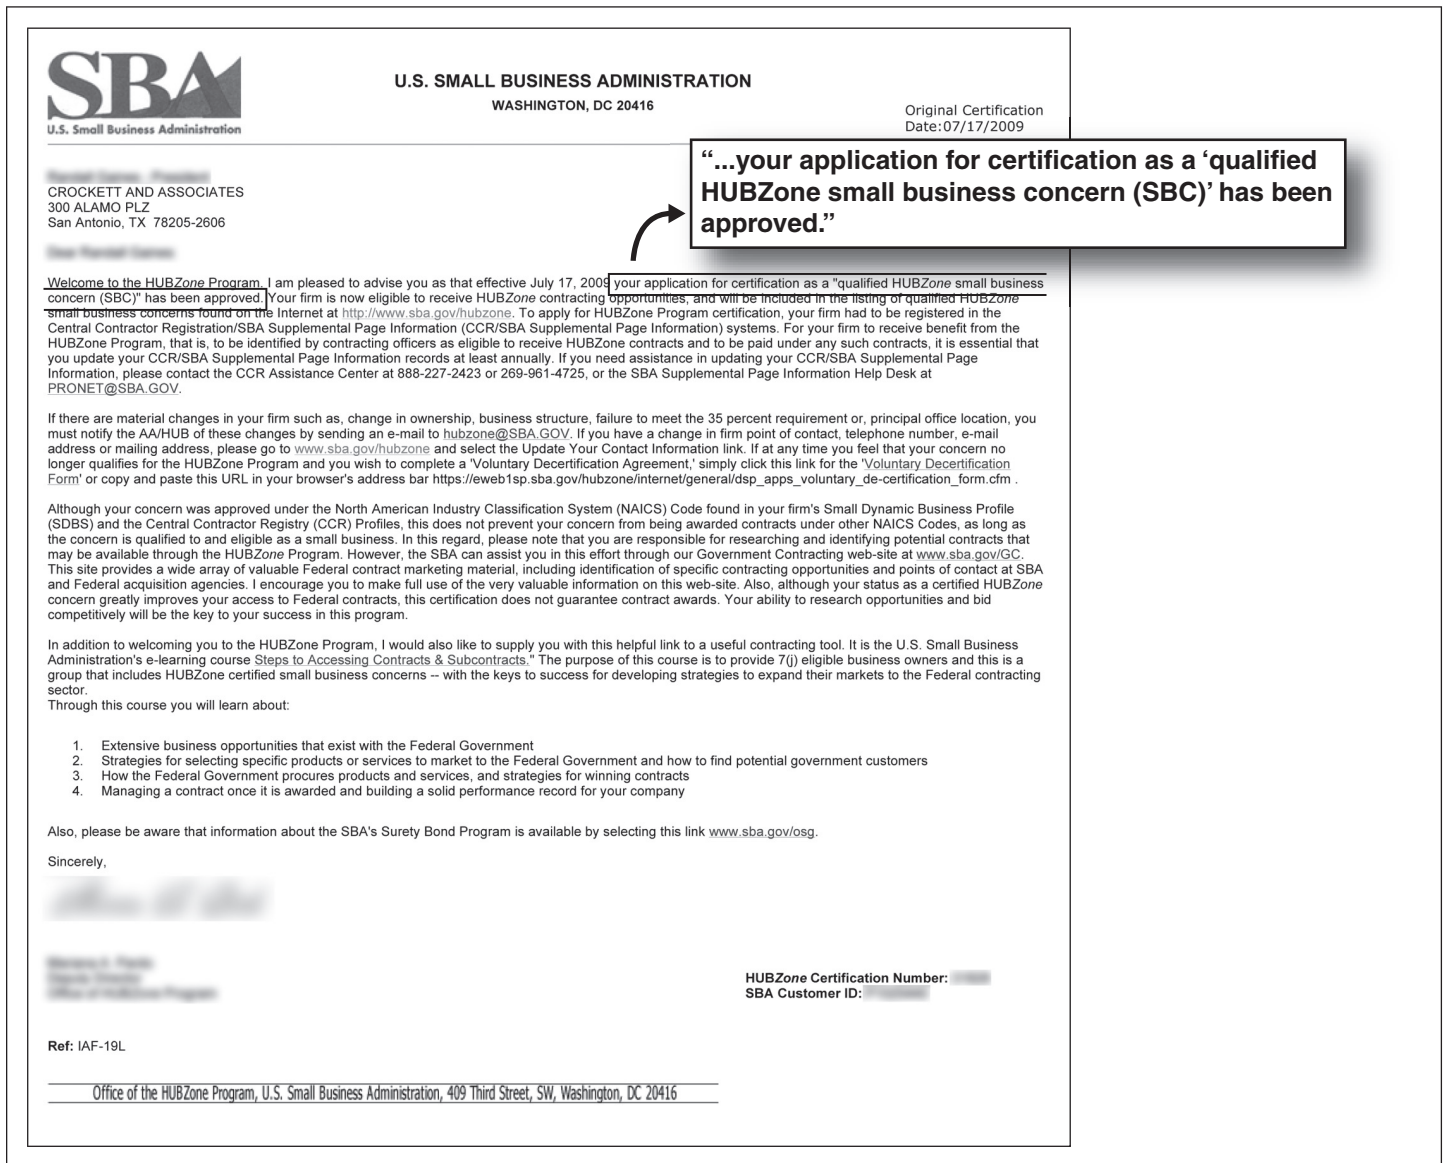 SBA
U.S. Small Business Administration
U.S. SMALL BUSINESS ADMINISTRATION
WASHINGTON, DC 20416
Original Certification
Date:07/17/2009
“...your application for certification as a ‘qualified
HUBZone small business concern (SBC)’ has been
approved.”
CROCKETT AND ASSOCIATES
300 ALAMO PLZ
San Antonio, TX 78205-2606
Welcome to the HUBZone Program. I am pleased to advise you as that effective July 17, 2009 your application for certification as a "qualified HUBZone small business
concern (SBC)" has been approved. Your firm is now eligible to receive HUBZone contracting opportunities, and will be included in the listing of qualified HUBZone
small business concerns found on the Internet at http://www.sba.gov/hubzone. To apply for HUBZone Program certification, your firm had to be registered in the
Central Contractor Registration/SBA Supplemental Page Information (CCR/SBA Supplemental Page Information) systems. For your firm to receive benefit from the
HUBZone Program, that is, to be identified by contracting officers as eligible to receive HUBZone contracts and to be paid under any such contracts, it is essential that
you update your CCR/SBA Supplemental Page Information records at least annually. If you need assistance in updating your CCR/SBA Supplemental Page
Information, please contact the CCR Assistance Center at 888-227-2423 or 269-961-4725, or the SBA Supplemental Page Information Help Desk at
PRONET@SBA.GOV.
If there are material changes in your firm such as, change in ownership, business structure, failure to meet the 35 percent requirement or, principal office location, you
must notify the AA/HUB of these changes by sending an e-mail to hubzone@SBA.GOV. If you have a change in firm point of contact, telephone number, e-mail
address or mailing address, please go to www.sba.gov/hubzone and select the Update Your Contact Information link. If at any time you feel that your concern no
longer qualifies for the HUBZone Program and you wish to complete a 'Voluntary Decertification Agreement,' simply click this link for the 'Voluntary Decertification
Form' or copy and paste this URL in your browser's address bar https://eweb1sp.sba.gov/hubzone/internet/general/dsp_apps_voluntary_de-certification_form.cfm .
Although your concern was approved under the North American Industry Classification System (NAICS) Code found in your firm's Small Dynamic Business Profile
(SDBS) and the Central Contractor Registry (CCR) Profiles, this does not prevent your concern from being awarded contracts under other NAICS Codes, as long as
the concern is qualified to and eligible as a small business. In this regard, please note that you are responsible for researching and identifying potential contracts that
may be available through the HUBZone Program. However, the SBA can assist you in this effort through our Government Contracting web-site at www.sba.gov/GC.
This site provides a wide array of valuable Federal contract marketing material, including identification of specific contracting opportunities and points of contact at SBA
and Federal acquisition agencies. I encourage you to make full use of the very valuable information on this web-site. Also, although your status as a certified HUBZone
concern greatly improves your access to Federal contracts, this certification does not guarantee contract awards. Your ability to research opportunities and bid
competitively will be the key to your success in this program.
In addition to welcoming you to the HUBZone Program, I would also like to supply you with this helpful link to a useful contracting tool. It is the U.S. Small Business
Administration's e-learning course Steps to Accessing Contracts & Subcontracts." The purpose of this course is to provide 7(j) eligible business owners and this is a
group that includes HUBZone certified small business concerns -- with the keys to success for developing strategies to expand their markets to the Federal contracting
sector.
Through this course you will learn about:
1. Extensive business opportunities that exist with the Federal Government
2. Strategies for selecting specific products or services to market to the Federal Government and how to find potential government customers
3. How the Federal Government procures products and services, and strategies for winning contracts
4. Managing a contract once it is awarded and building a solid performance record for your company
Also, please be aware that information about the SBA's Surety Bond Program is available by selecting this link www.sba.gov/osg.
Sincerely,
HUBZone Certification Number:
SBA Customer ID:
Ref: IAF-19L
Office of the HUBZone Program, U.S. Small Business Administration, 409 Third Street, SW, Washington, DC 20416